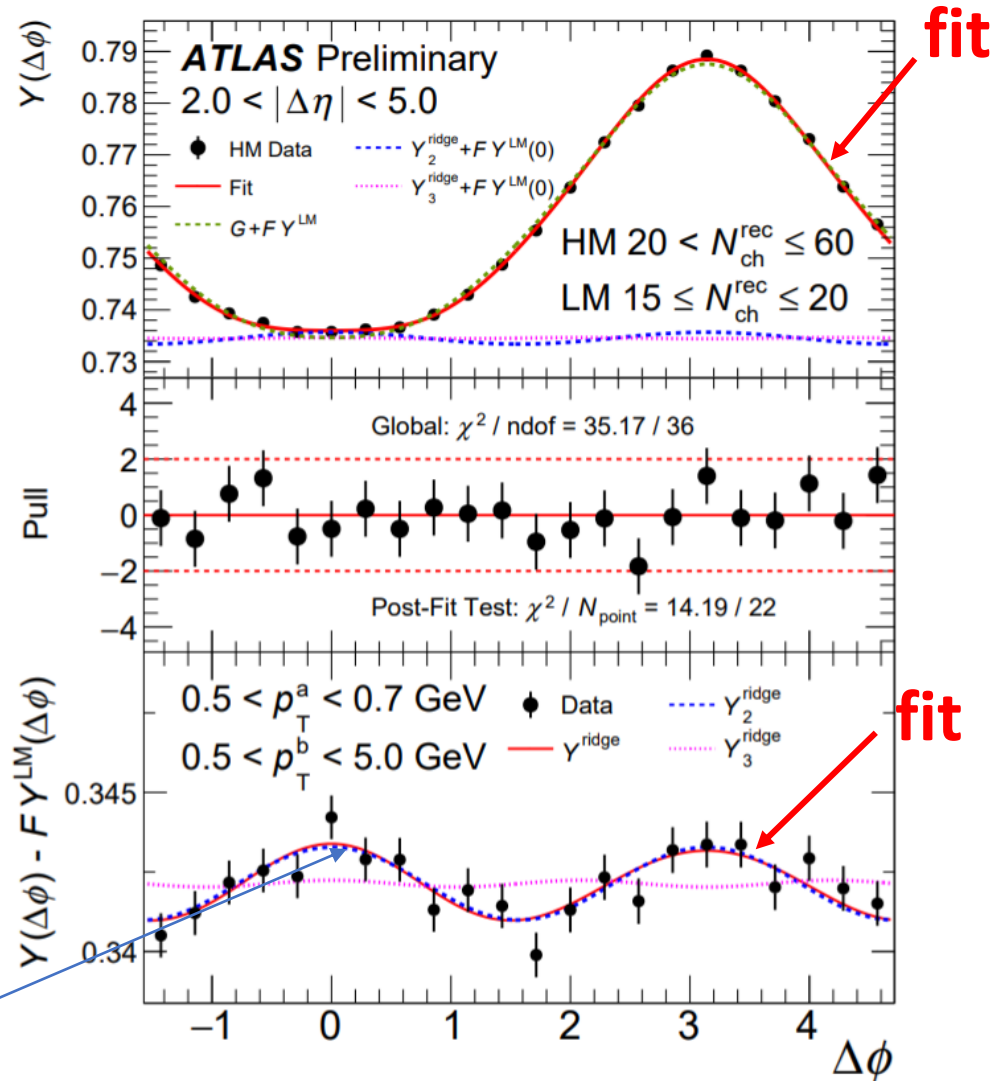 fit
Y(Δϕ)
0.79
0.78
0.77
0.76
0.75
0.74
0.73
ATLAS Preliminary
2.0 < |Δη| < 5.0
HM Data
Fit
G+F Y^LM
Y_2^ridge+F Y^LM(0)
Y_3^ridge+F Y^LM(0)
HM 20 < N_ch^rec ≤ 60
LM 15 ≤ N_ch^rec ≤ 20
Pull
4
2
0
−2
−4
Global: χ² / ndof = 35.17 / 36
Post-Fit Test: χ² / N_point = 14.19 / 22
Y(Δϕ) - F Y^LM(Δϕ)
0.345
0.34
0.5 < p_T^a < 0.7 GeV
0.5 < p_T^b < 5.0 GeV
Data
Y^ridge
Y_2^ridge
Y_3^ridge
fit
−1 0 1 2 3 4
Δϕ